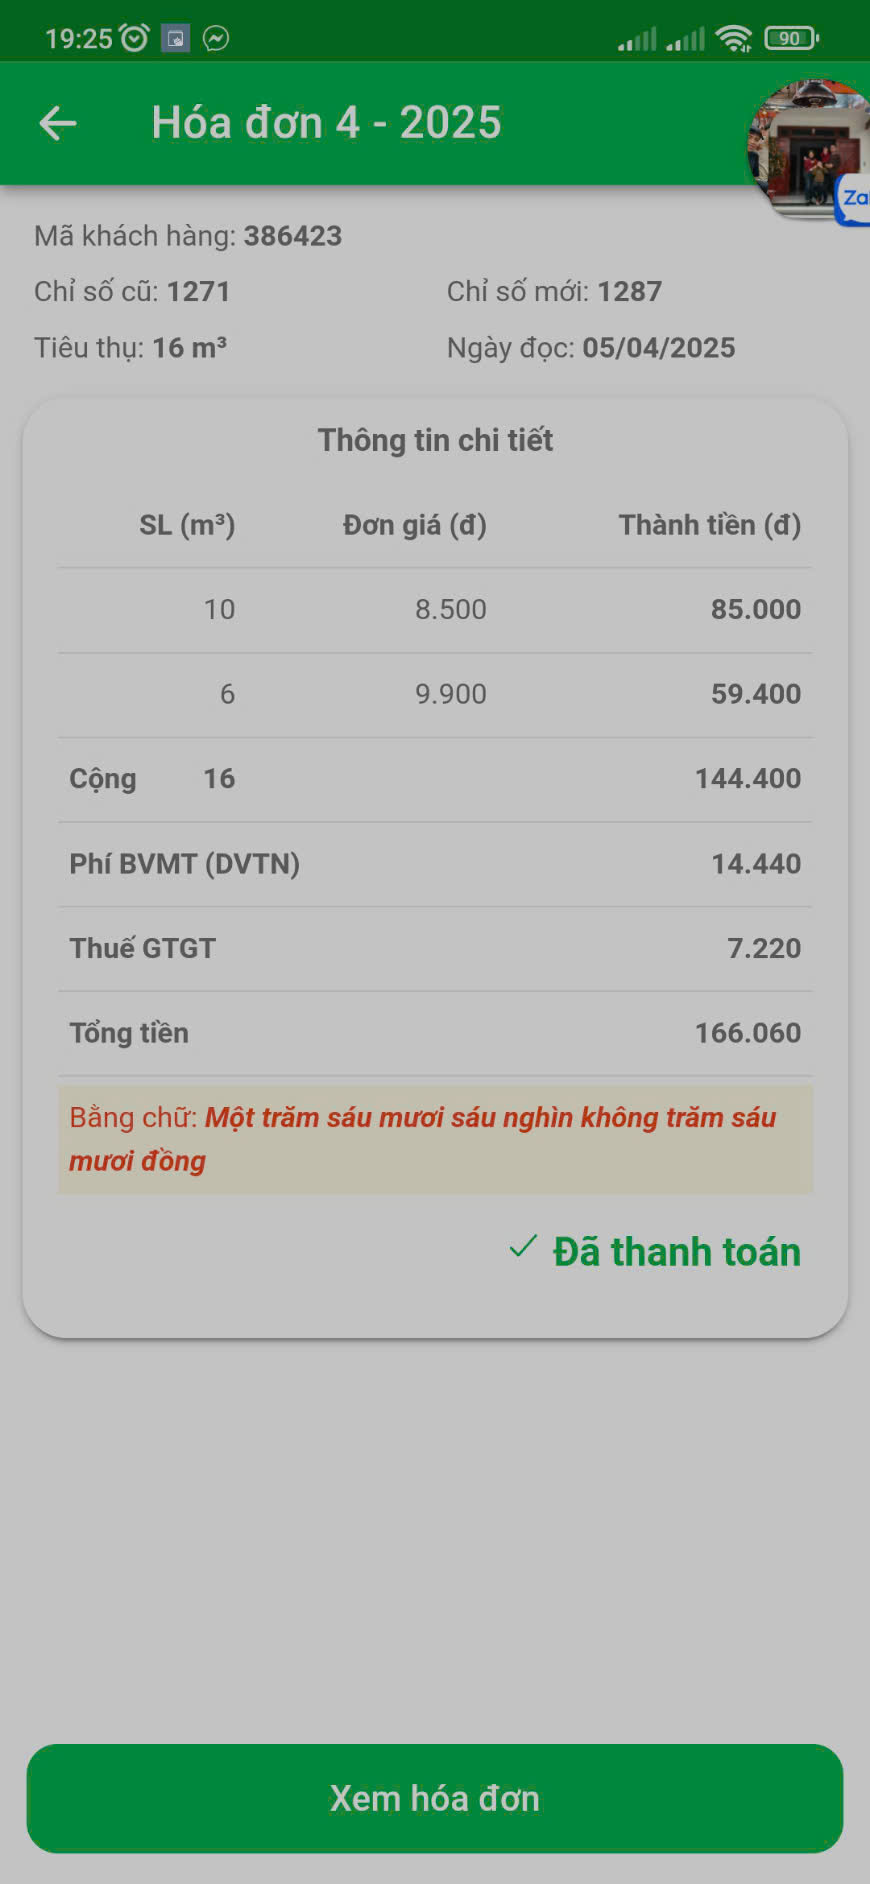 19:25
90
Hóa đơn 4 - 2025
Za
Mã khách hàng: 386423
Chỉ số cũ: 1271 Chỉ số mới: 1287
Tiêu thụ: 16 m³ Ngày đọc: 05/04/2025
Thông tin chi tiết
SL (m³) Đơn giá (đ) Thành tiền (đ)
10 8.500 85.000
6 9.900 59.400
Cộng 16 144.400
Phí BVMT (DVTN) 14.440
Thuế GTGT 7.220
Tổng tiền 166.060
Bằng chữ: Một trăm sáu mươi sáu nghìn không trăm sáu
mươi đồng
Đã thanh toán
Xem hóa đơn